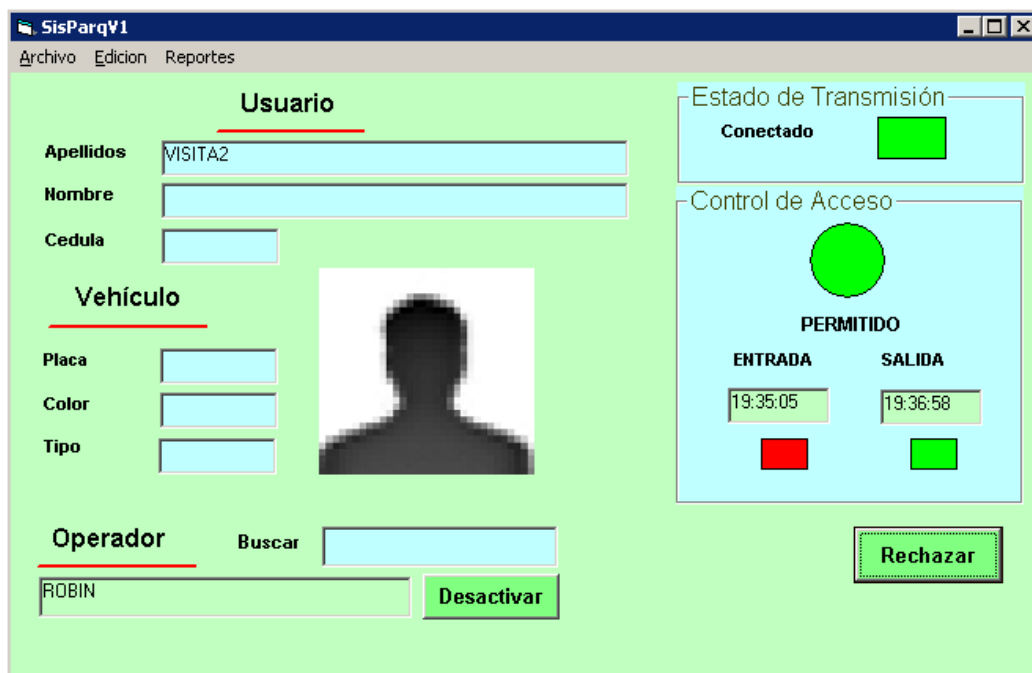 SisParqV1
Archivo Edicion Reportes
Usuario
Apellidos VISITA2
Nombre
Cedula
Vehículo
Placa
Color
Tipo
Operador Buscar
ROBIN Desactivar
Estado de Transmisión
Conectado
Control de Acceso
PERMITIDO
ENTRADA SALIDA
19:35:05 19:36:58
Rechazar